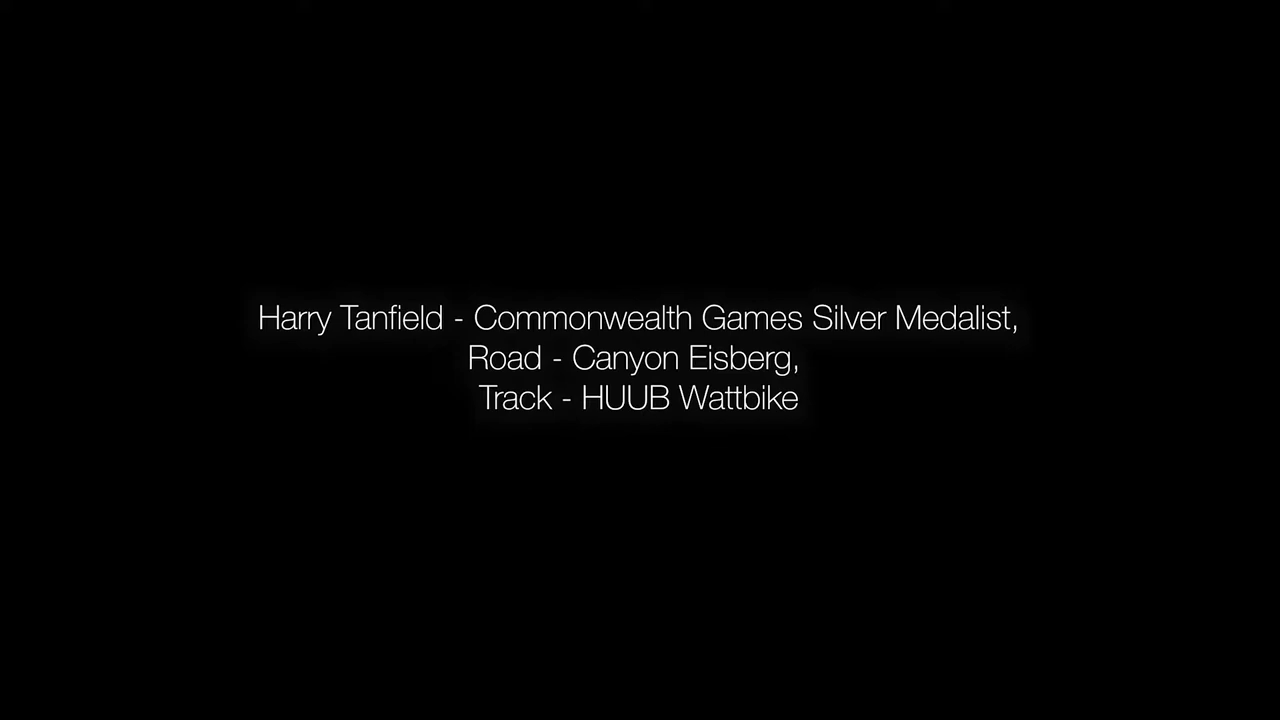 Harry Tanfield - Commonwealth Games Silver Medalist,
Road - Canyon Eisberg,
Track - HUUB Wattbike